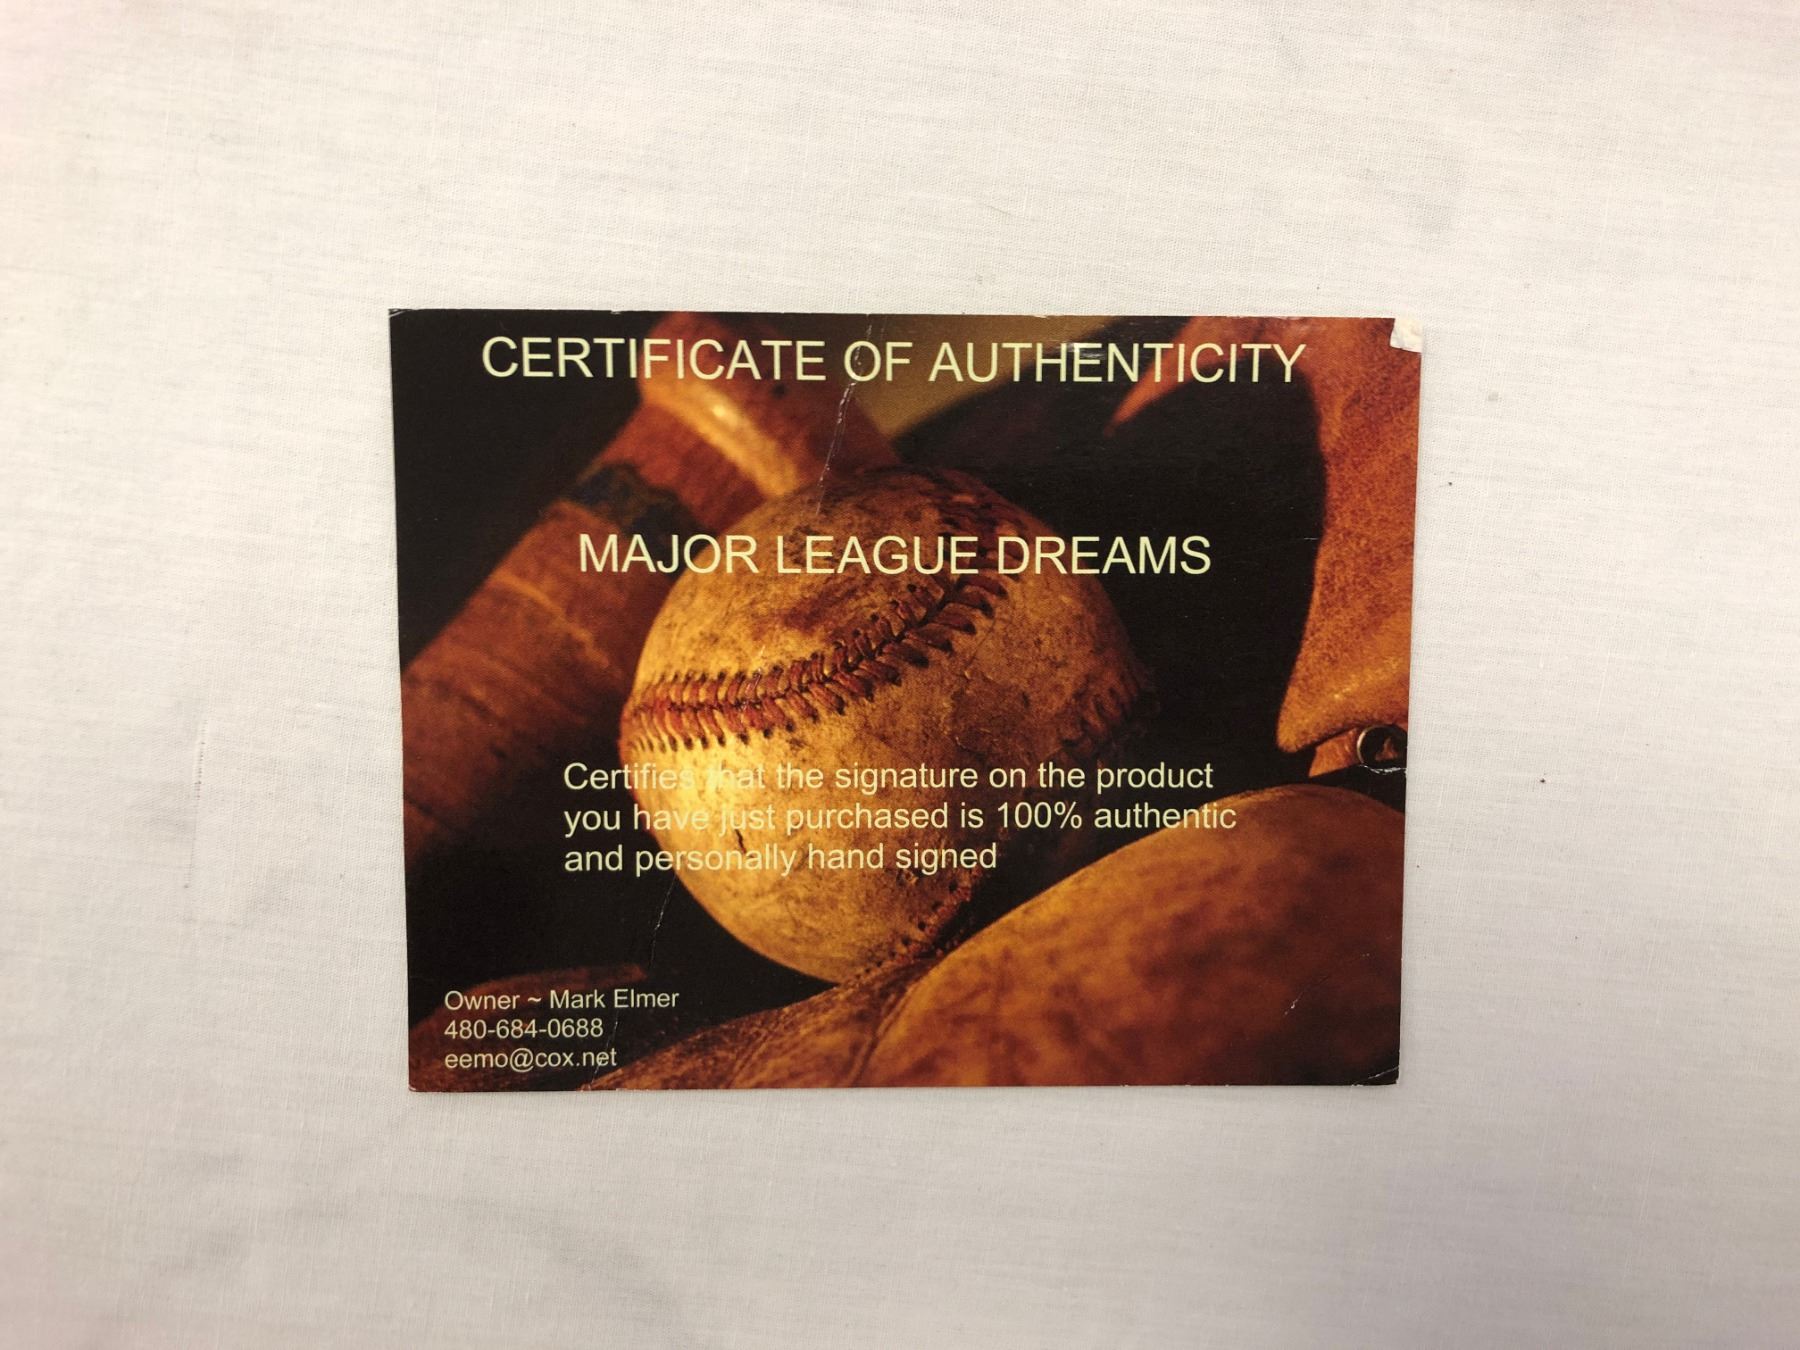 CERTIFICATE OF AUTHENTICITY
MAJOR LEAGUE DREAMS
Certifies that the signature on the product
you have just purchased is 100% authentic
and personally hand signed
Owner ~ Mark Elmer
480-684-0688
eemo@cox.net